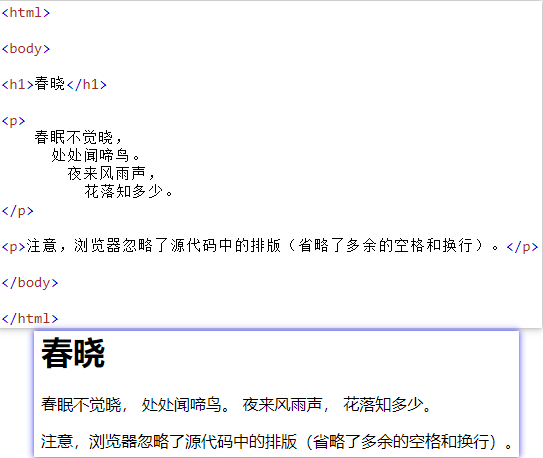 <html>
<body>
<h1>春晓</h1>
<p>
春眠不觉晓，
处处闻啼鸟。
夜来风雨声，
花落知多少。
</p>
<p>注意，浏览器忽略了源代码中的排版（省略了多余的空格和换行）。</p>
</body>
</html>
春晓
春眠不觉晓， 处处闻啼鸟。 夜来风雨声， 花落知多少。
注意，浏览器忽略了源代码中的排版（省略了多余的空格和换行）。